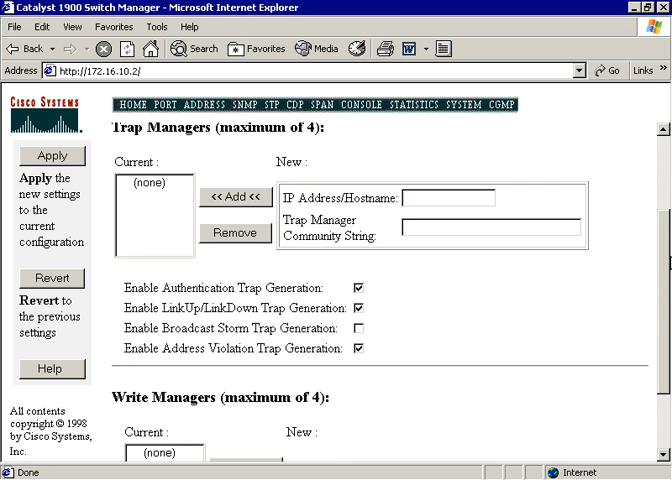 Catalyst 1900 Switch Manager - Microsoft Internet Explorer
File Edit View Favorites Tools Help
Back Search Favorites Media
Address http://172.16.10.2/ Go Links »
CISCO SYSTEMS
HOME PORT ADDRESS SNMP STP CDP SPAN CONSOLE STATISTICS SYSTEM CGMP
Trap Managers (maximum of 4):
Apply
Apply the
new settings
to the
current
configuration
Revert
Revert to
the previous
settings
Help
All contents
copyright © 1998
by Cisco Systems,
Inc.
Current :
New :
(none)
<< Add <<
Remove
IP Address/Hostname:
Trap Manager
Community String:
Enable Authentication Trap Generation:
Enable LinkUp/LinkDown Trap Generation:
Enable Broadcast Storm Trap Generation:
Enable Address Violation Trap Generation:
Write Managers (maximum of 4):
Current :
New :
(none)
Done
Internet